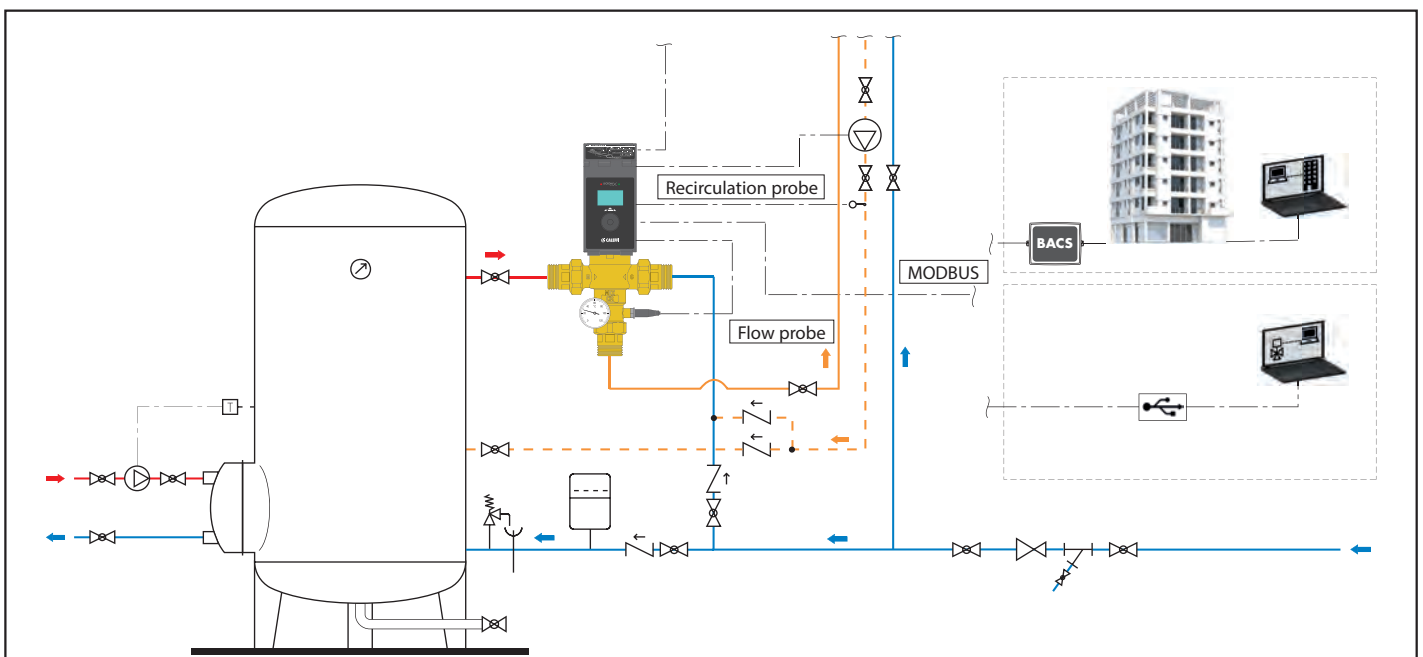 Recirculation probe
BACS
MODBUS
Flow probe
T
CALEFFI